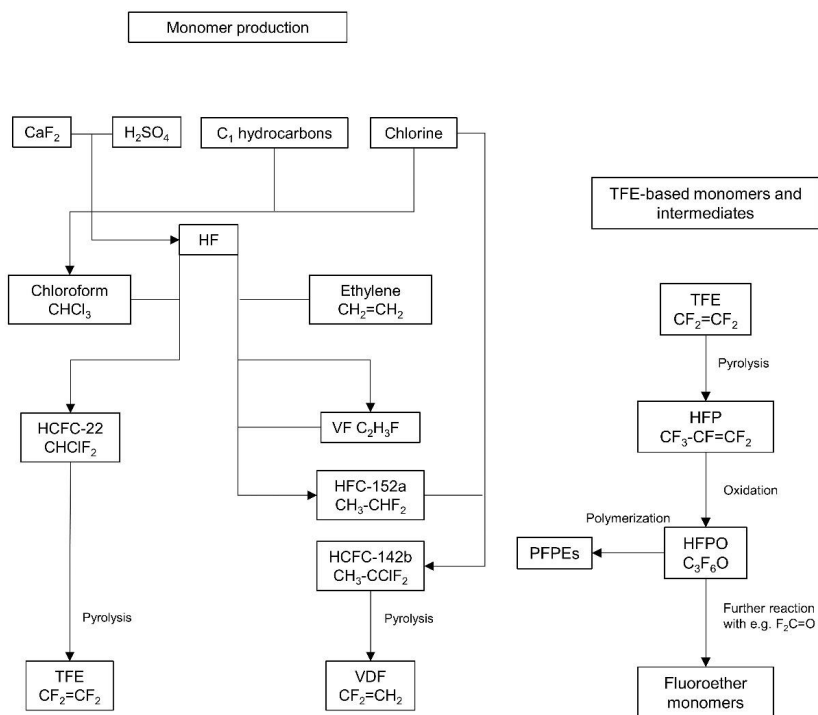 Monomer production
CaF₂
H₂SO₄
C₁ hydrocarbons
Chlorine
HF
Chloroform
CHCl₃
Ethylene
CH₂=CH₂
HCFC-22
CHClF₂
VF C₂H₃F
HFC-152a
CH₃-CHF₂
HCFC-142b
CH₃-CClF₂
Pyrolysis
Pyrolysis
TFE
CF₂=CF₂
VDF
CF₂=CH₂
TFE-based monomers and
intermediates
TFE
CF₂=CF₂
Pyrolysis
HFP
CF₃-CF=CF₂
Oxidation
Polymerization
PFPEs
HFPO
C₃F₆O
Further reaction
with e.g. F₂C=O
Fluoroether
monomers